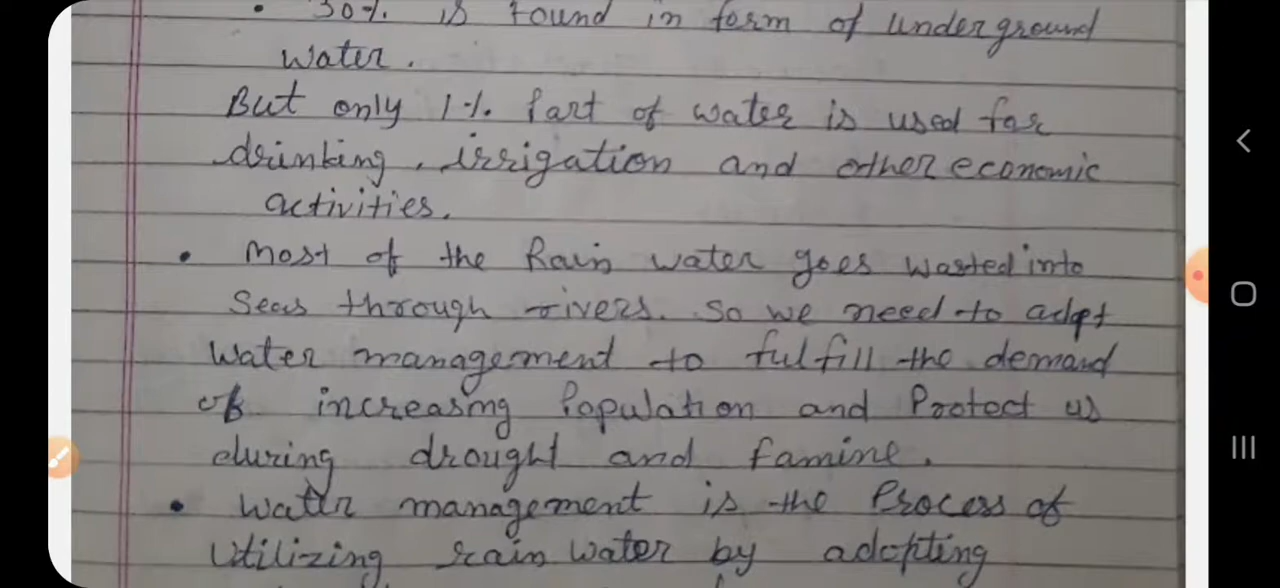 • 30% is found in form of underground
water.
But only 1% Part of water is used for
drinking, irrigation and other economic
activities.
• Most of the Rain water goes wasted into
Seas through rivers. So we need to adopt
Water management to fulfill the demand
of increasing Population and Protect us
during drought and famine.
• Water management is the Process of
Utilizing rain water by adopting